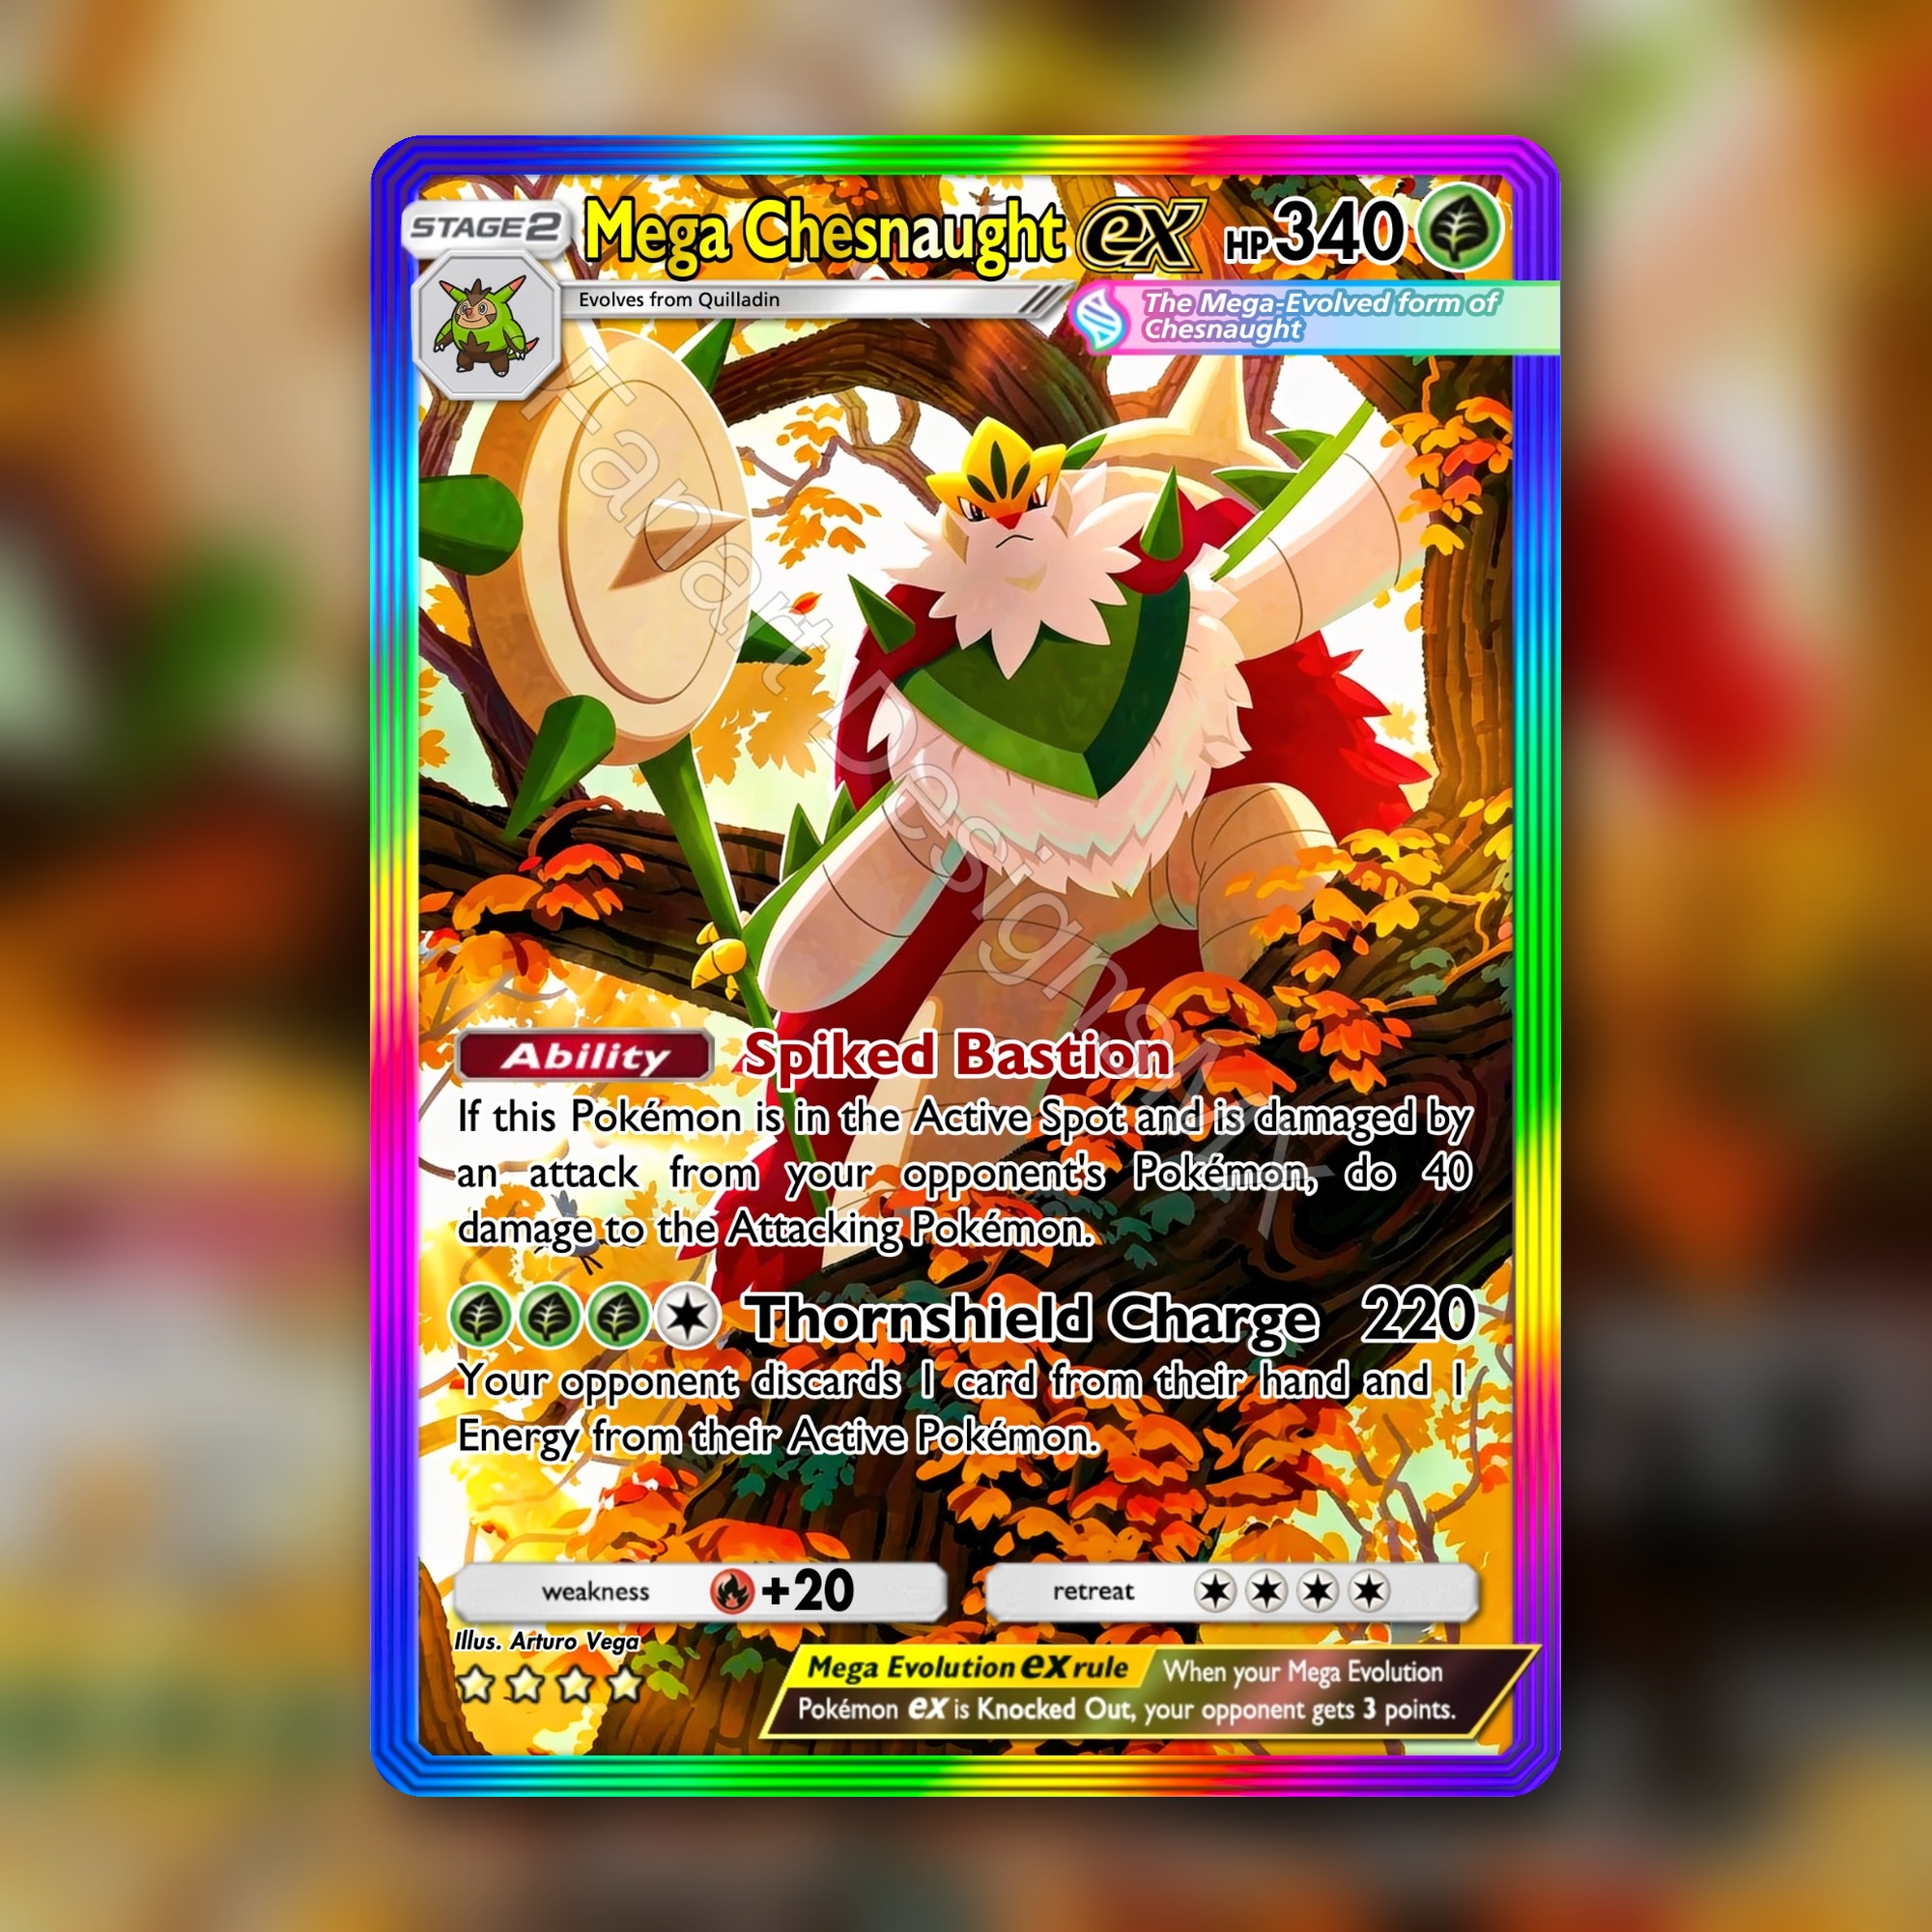 STAGE2 Mega Chesnaught ex HP 340
Evolves from Quilladin
The Mega-Evolved form of
Chesnaught
Fanart DesignsMX
Ability Spiked Bastion
If this Pokémon is in the Active Spot and is damaged by
an attack from your opponent's Pokémon, do 40
damage to the Attacking Pokémon.
Thornshield Charge 220
Your opponent discards 1 card from their hand and 1
Energy from their Active Pokémon.
weakness +20 retreat
Illus. Arturo Vega
Mega Evolution ex rule When your Mega Evolution
Pokémon ex is Knocked Out, your opponent gets 3 points.